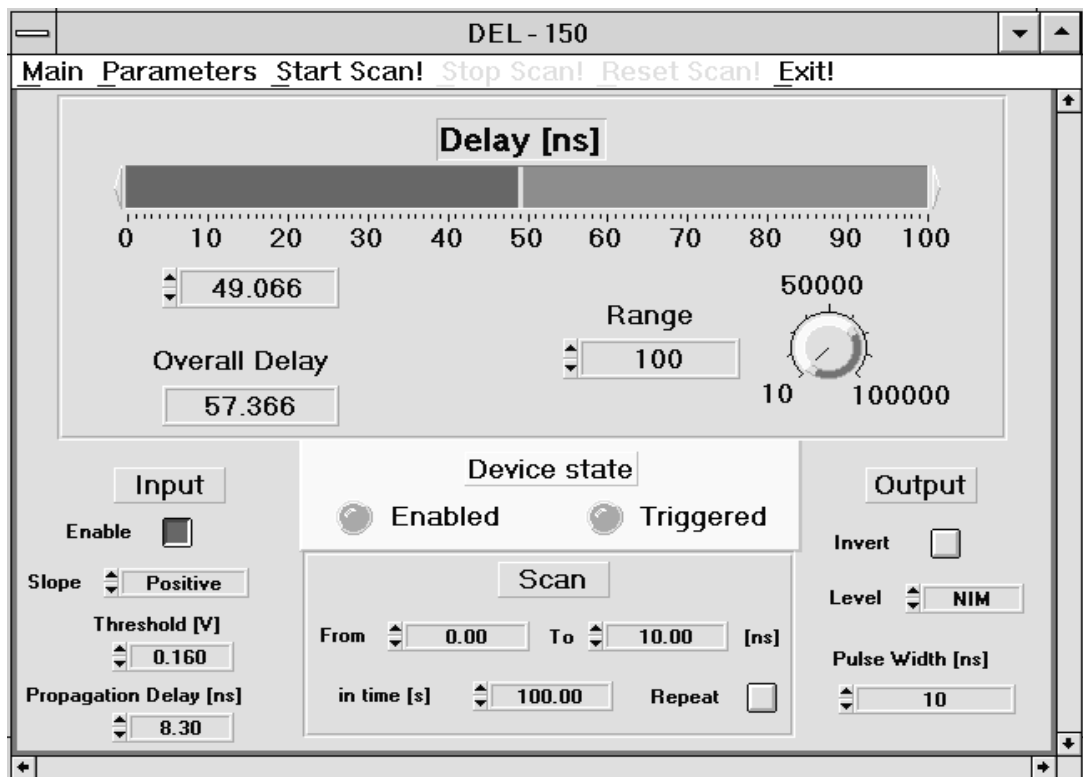 DEL-150
Main Parameters Start Scan! Stop Scan! Reset Scan! Exit!
Delay [ns]
0 10 20 30 40 50 60 70 80 90 100
49.066
Overall Delay
57.366
Range
100
50000
10
100000
Input
Enable
Slope Positive
Threshold [V]
0.160
Propagation Delay [ns]
8.30
Device state
Enabled Triggered
Scan
From 0.00 To 10.00 [ns]
in time [s] 100.00 Repeat
Output
Invert
Level NIM
Pulse Width [ns]
10